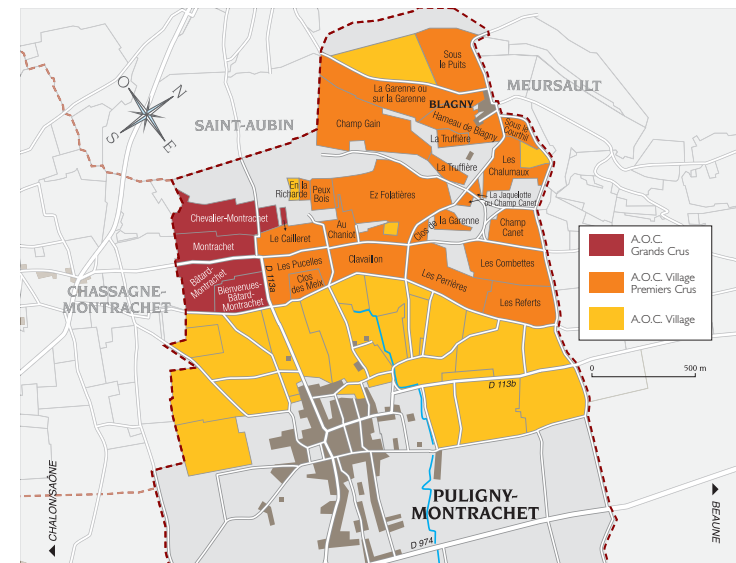 Sous
le Puits
MEURSAULT
La Garenne ou
sur la Garenne
BLAGNY
O
N
S
E
SAINT-AUBIN
Champ Gain
Hameau de Blagny
Sous le
Courthil
La Truffière
La Truffière
Les
Chalumaux
En la
Richarde
Peux
Bois
Ez Folatières
La Jaquelotte
ou Champ Canet
Chevalier-Montrachet
Au
Chaniot
Clos de
la Garenne
Champ
Canet
Le Cailleret
Montrachet
D 113a
Les Pucelles
Clavaillon
Les Combettes
Bâtard-
Montrachet
Bienvenues-
Bâtard-
Montrachet
Clos
des Meix
Les Perrières
Les Referts
CHASSAGNE-
MONTRACHET
A.O.C.
Grands Crus
A.O.C. Village
Premiers Crus
A.O.C. Village
0
500 m
D 113b
PULIGNY-
MONTRACHET
D 974
CHALON/SAÔNE
BEAUNE